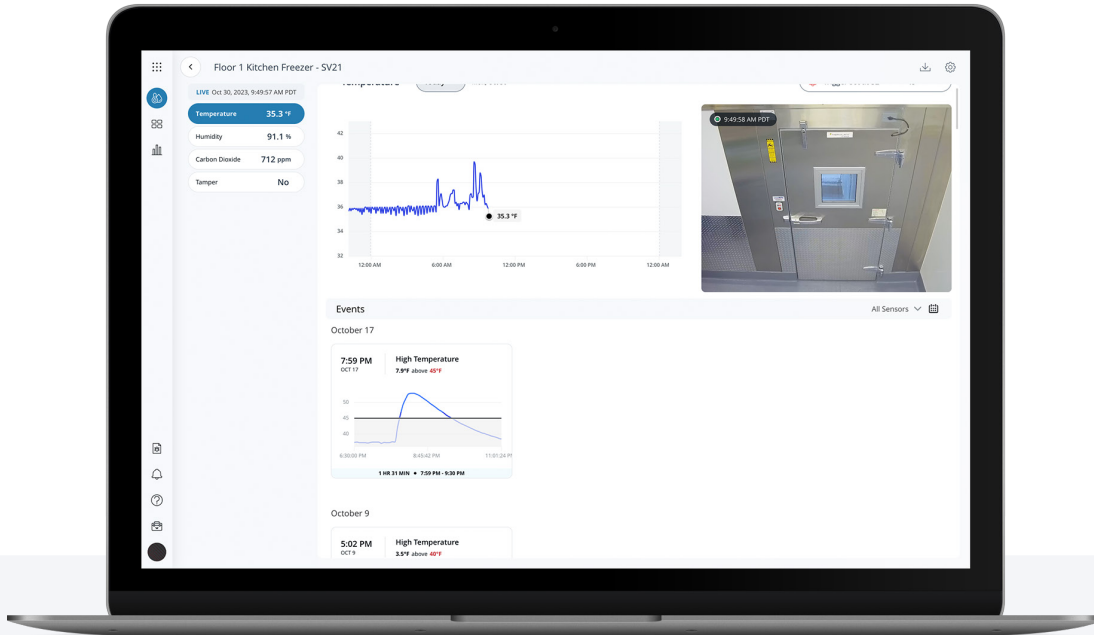 Floor 1 Kitchen Freezer - SV21
LIVE Oct 30, 2023, 9:49:57 AM PDT
Temperature 35.3 °F
Humidity 91.1 %
Carbon Dioxide 712 ppm
Tamper No
Temperature
9:49:58 AM PDT
42
40
38
36
34
32
35.3 °F
12:00 AM 6:00 AM 12:00 PM 6:00 PM 12:00 AM
Events
All Sensors
October 17
7:59 PM High Temperature
OCT 17 7.9°F above 45°F
50
45
40
6:30:00 PM 8:45:42 PM 11:01:24 P
1 HR 31 MIN • 7:59 PM - 9:30 PM
October 9
5:02 PM High Temperature
OCT 9 3.5°F above 40°F